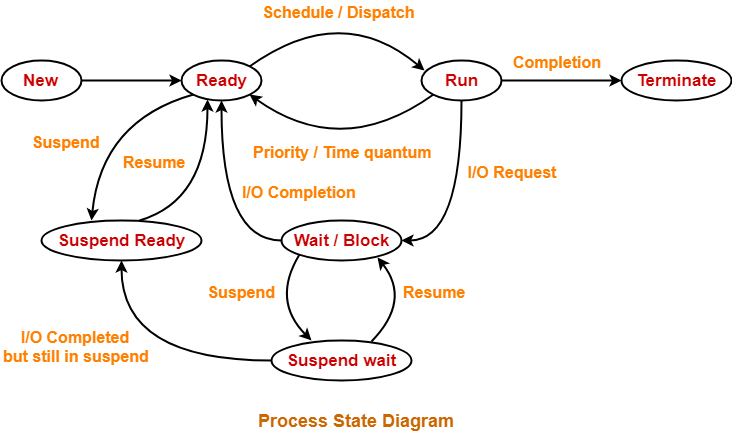 Schedule / Dispatch
New
Ready
Run
Completion
Terminate
Suspend
Resume
Priority / Time quantum
I/O Completion
I/O Request
Suspend Ready
Wait / Block
Suspend
Resume
I/O Completed
but still in suspend
Suspend wait
Process State Diagram